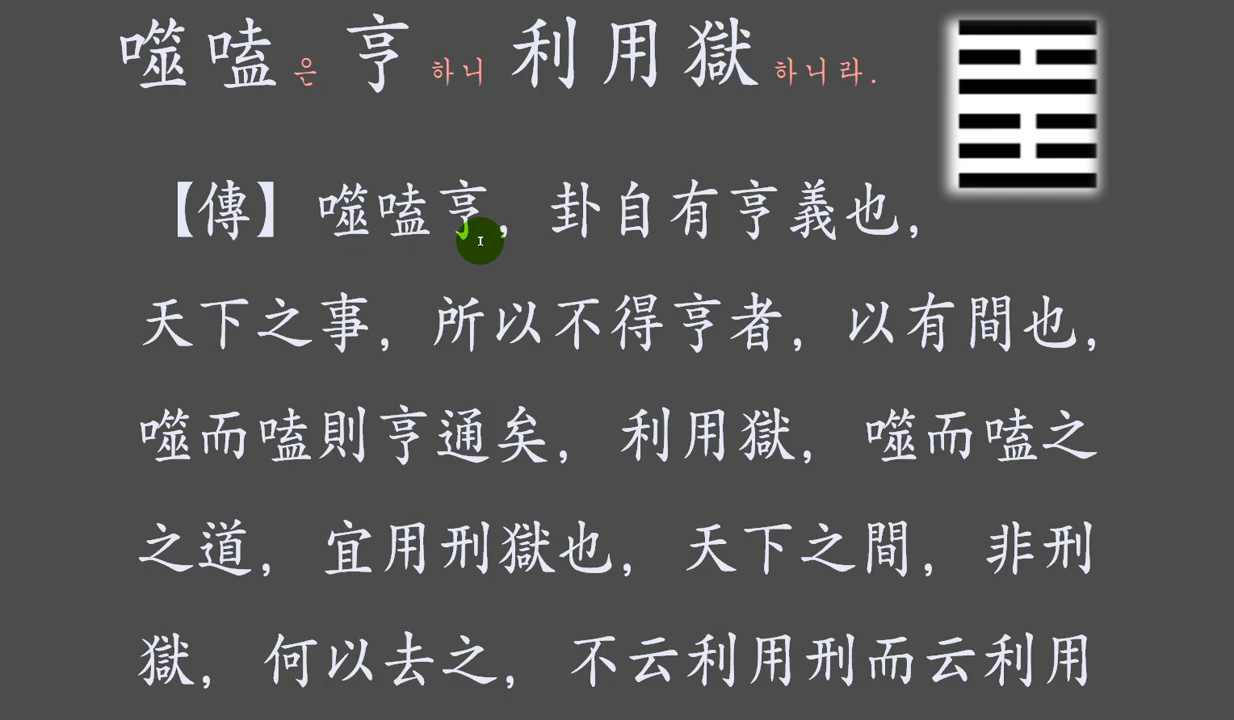 噬嗑은 亨하니 利用獄하니라.
【傳】 噬嗑亨, 卦自有亨義也,
天下之事, 所以不得亨者, 以有間也,
噬而嗑則亨通矣, 利用獄, 噬而嗑之
之道, 宜用刑獄也, 天下之間, 非刑
獄, 何以去之, 不云利用刑而云利用